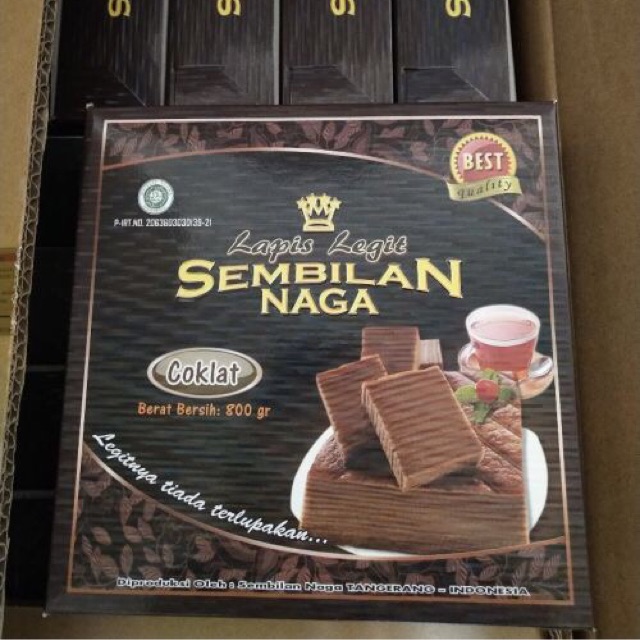 S
S
S
S
BEST
Quality
P-IRT.NO. 2063603030139-21
Lapis Legit
SEMBILAN
NAGA
Coklat
Berat Bersih: 800 gr
Legitnya tiada terlupakan...
Diproduksi Oleh : Sembilan Naga TANGERANG - INDONESIA